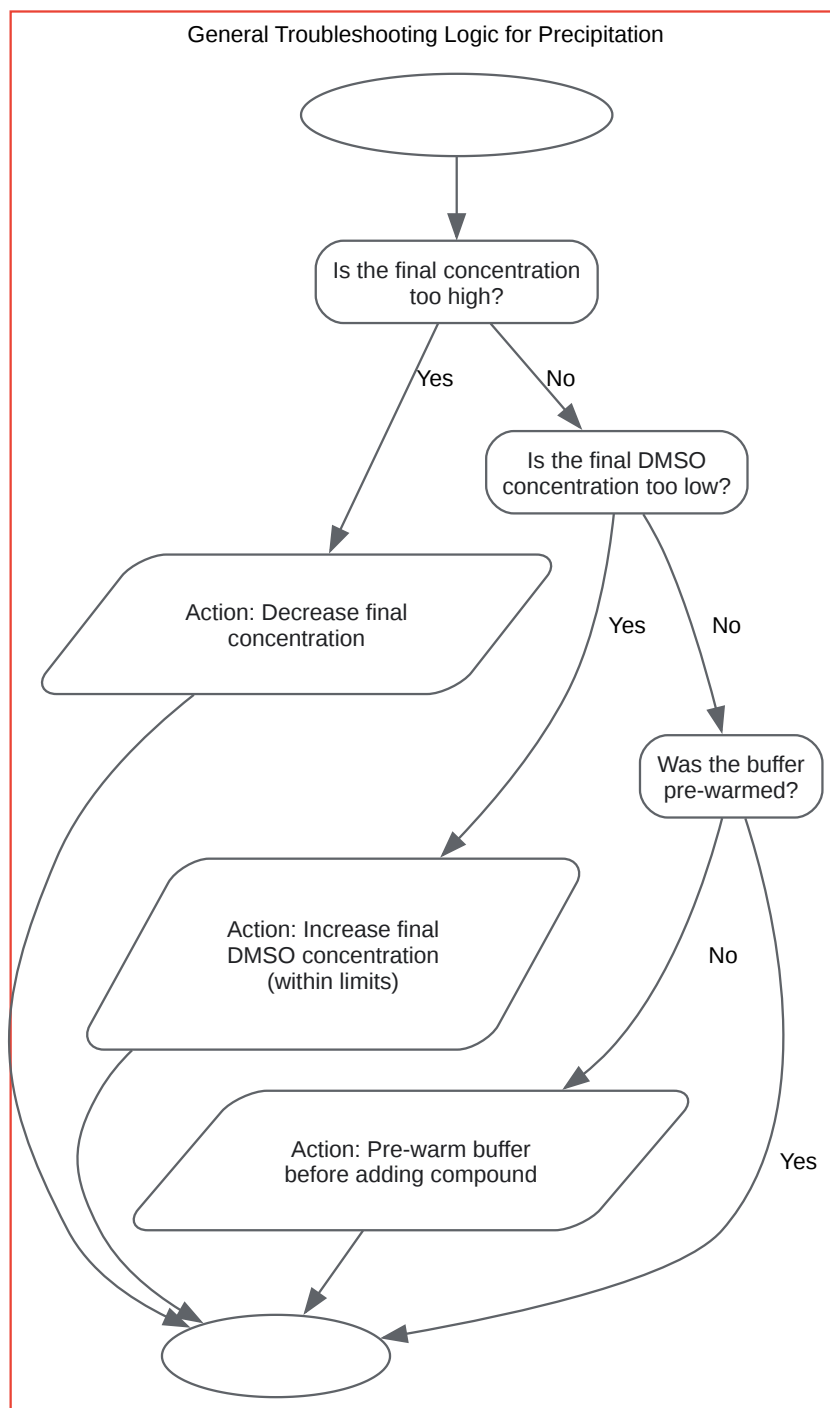 General Troubleshooting Logic for Precipitation
Is the final concentration
too high?
Yes
No
Is the final DMSO
concentration too low?
Action: Decrease final
concentration
Yes
No
Was the buffer
pre-warmed?
Action: Increase final
DMSO concentration
(within limits)
No
Action: Pre-warm buffer
before adding compound
Yes